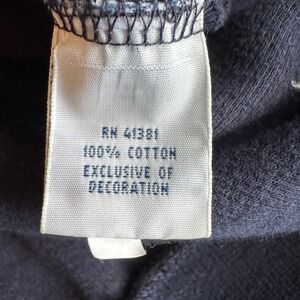 RN 41381
100% COTTON
EXCLUSIVE OF
DECORATION